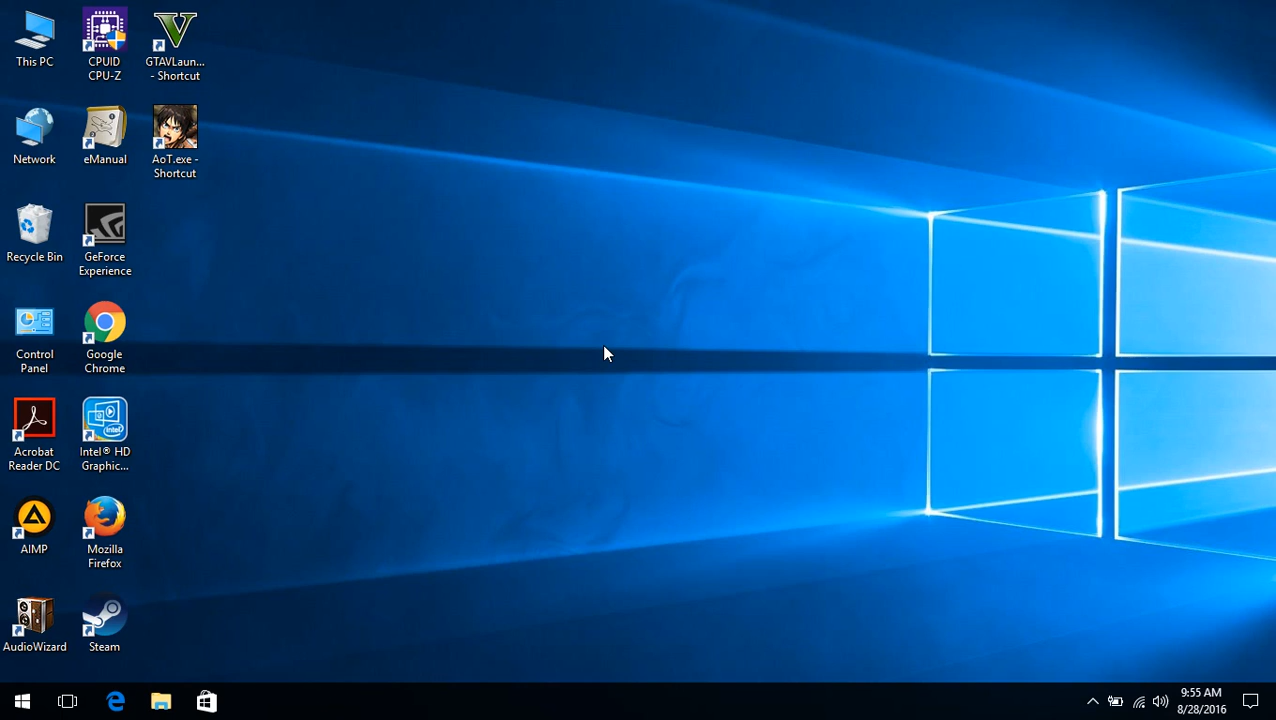 This PC
CPUID
CPU-Z
GTAVLaun...
- Shortcut
Network
eManual
AoT.exe -
Shortcut
Recycle Bin
GeForce
Experience
Control
Panel
Google
Chrome
Acrobat
Reader DC
Intel® HD
Graphic...
intel
AIMP
Mozilla
Firefox
AudioWizard
Steam
9:55 AM
8/28/2016